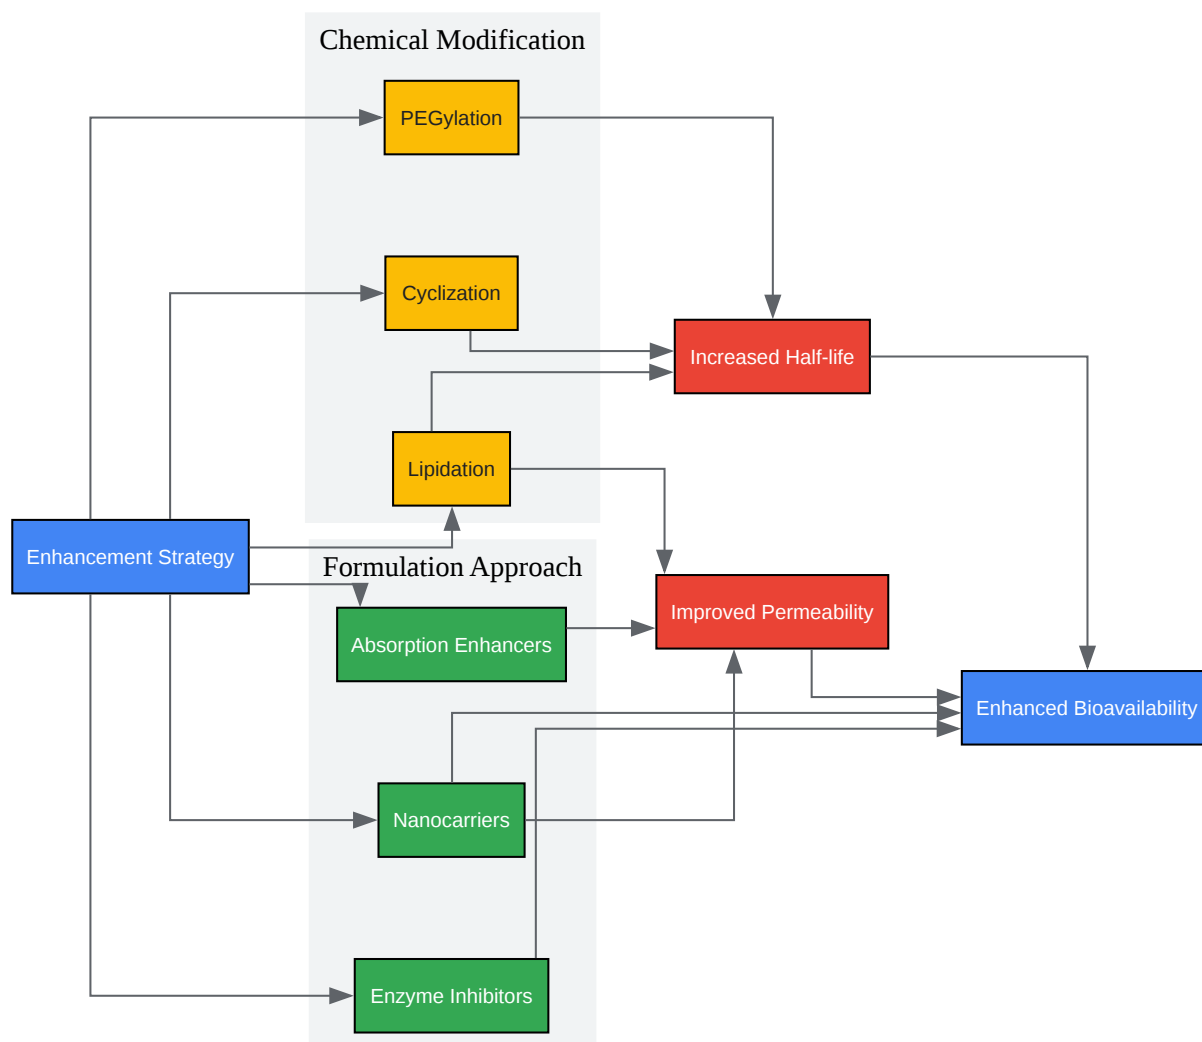 Chemical Modification
PEGylation
Cyclization
Increased Half-life
Lipidation
Enhancement Strategy
Formulation Approach
Improved Permeability
Absorption Enhancers
Enhanced Bioavailability
Nanocarriers
Enzyme Inhibitors